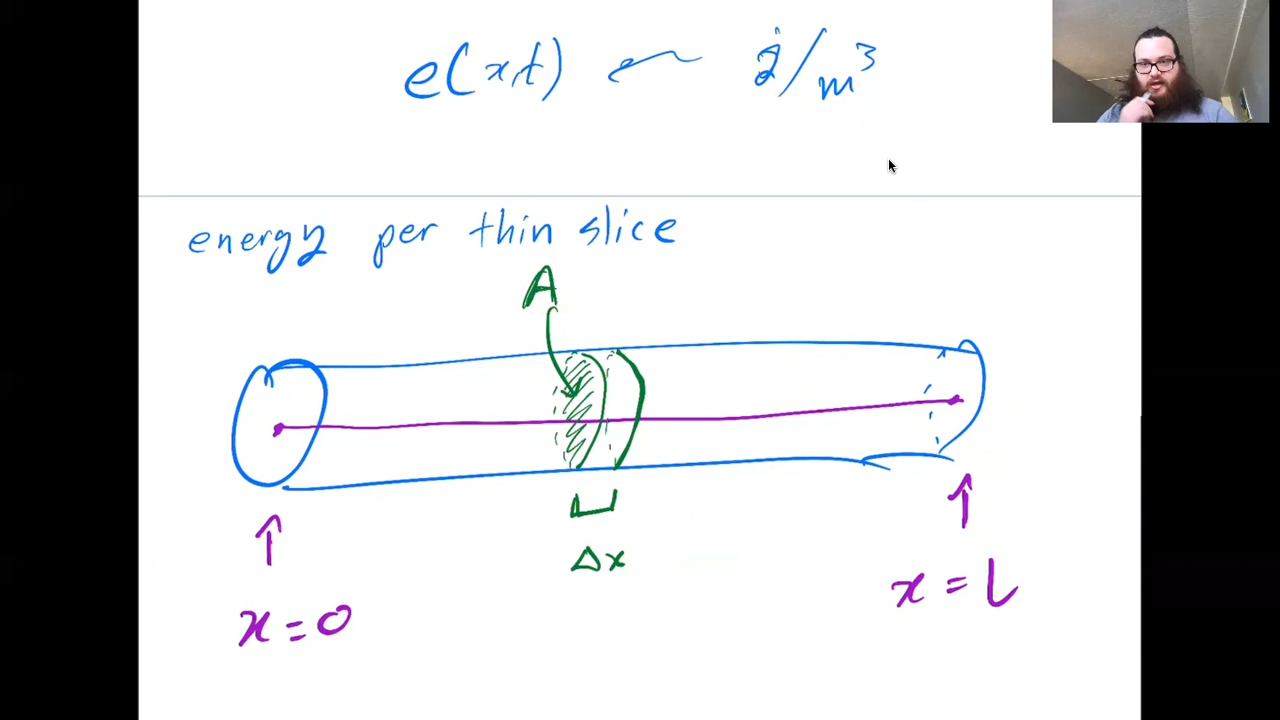 e(x,t) ← J/m³
energy per thin slice
A
Δx
x=0
x=L